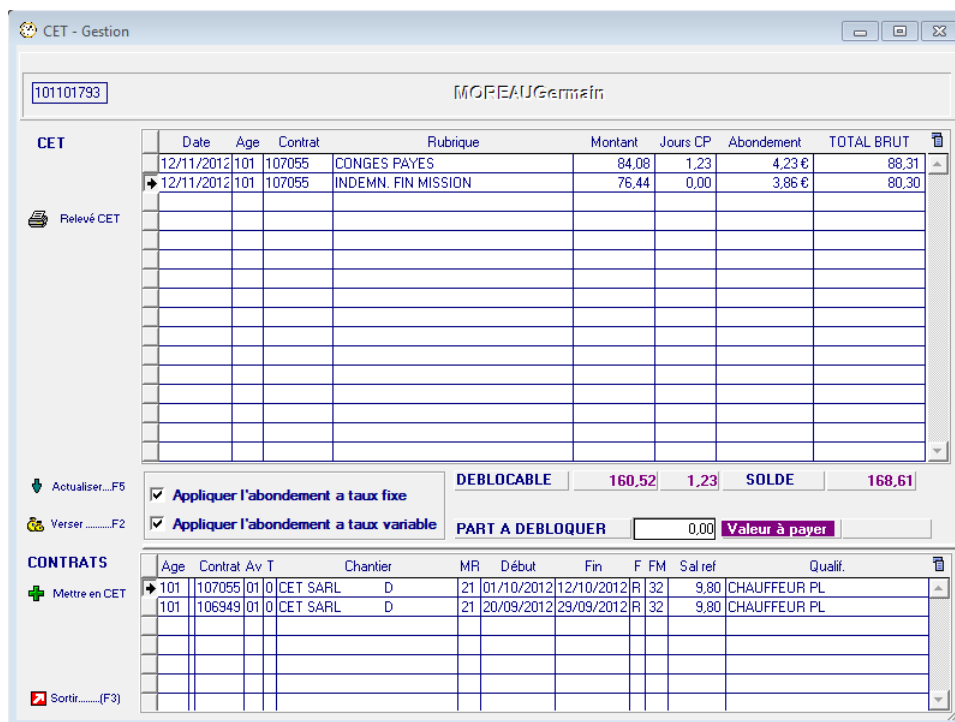 CET - Gestion
101101793 MOREAUGermain
CET Date Age Contrat Rubrique Montant Jours CP Abondement TOTAL BRUT
12/11/2012 101 107055 CONGES PAYES 84,08 1,23 4,23 € 88,31
12/11/2012 101 107055 INDEMN. FIN MISSION 76,44 0,00 3,86 € 80,30
Relevé CET
Actualiser....F5
Appliquer l'abondement a taux fixe
DEBLOCABLE 160,52 1,23 SOLDE 168,61
Verser ..........F2
Appliquer l'abondement a taux variable
PART A DEBLOQUER 0,00 Valeur à payer
CONTRATS Age Contrat Av T Chantier MR Début Fin F FM Sal ref Qualif.
Mettre en CET
101 107055 01 0 CET SARL D 21 01/10/2012 12/10/2012 R 32 9,80 CHAUFFEUR PL
101 106949 01 0 CET SARL D 21 20/09/2012 29/09/2012 R 32 9,80 CHAUFFEUR PL
Sortir.........(F3)